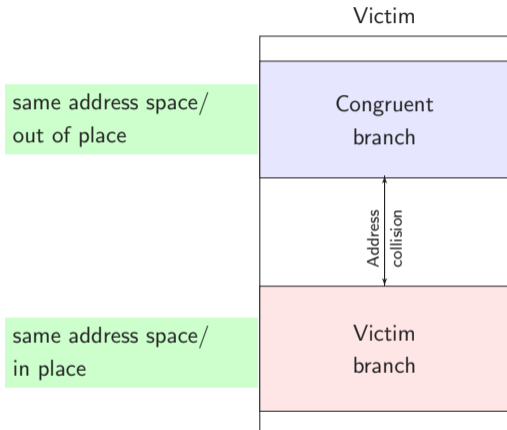 Victim
same address space/
out of place
Congruent
branch
Address
collision
same address space/
in place
Victim
branch